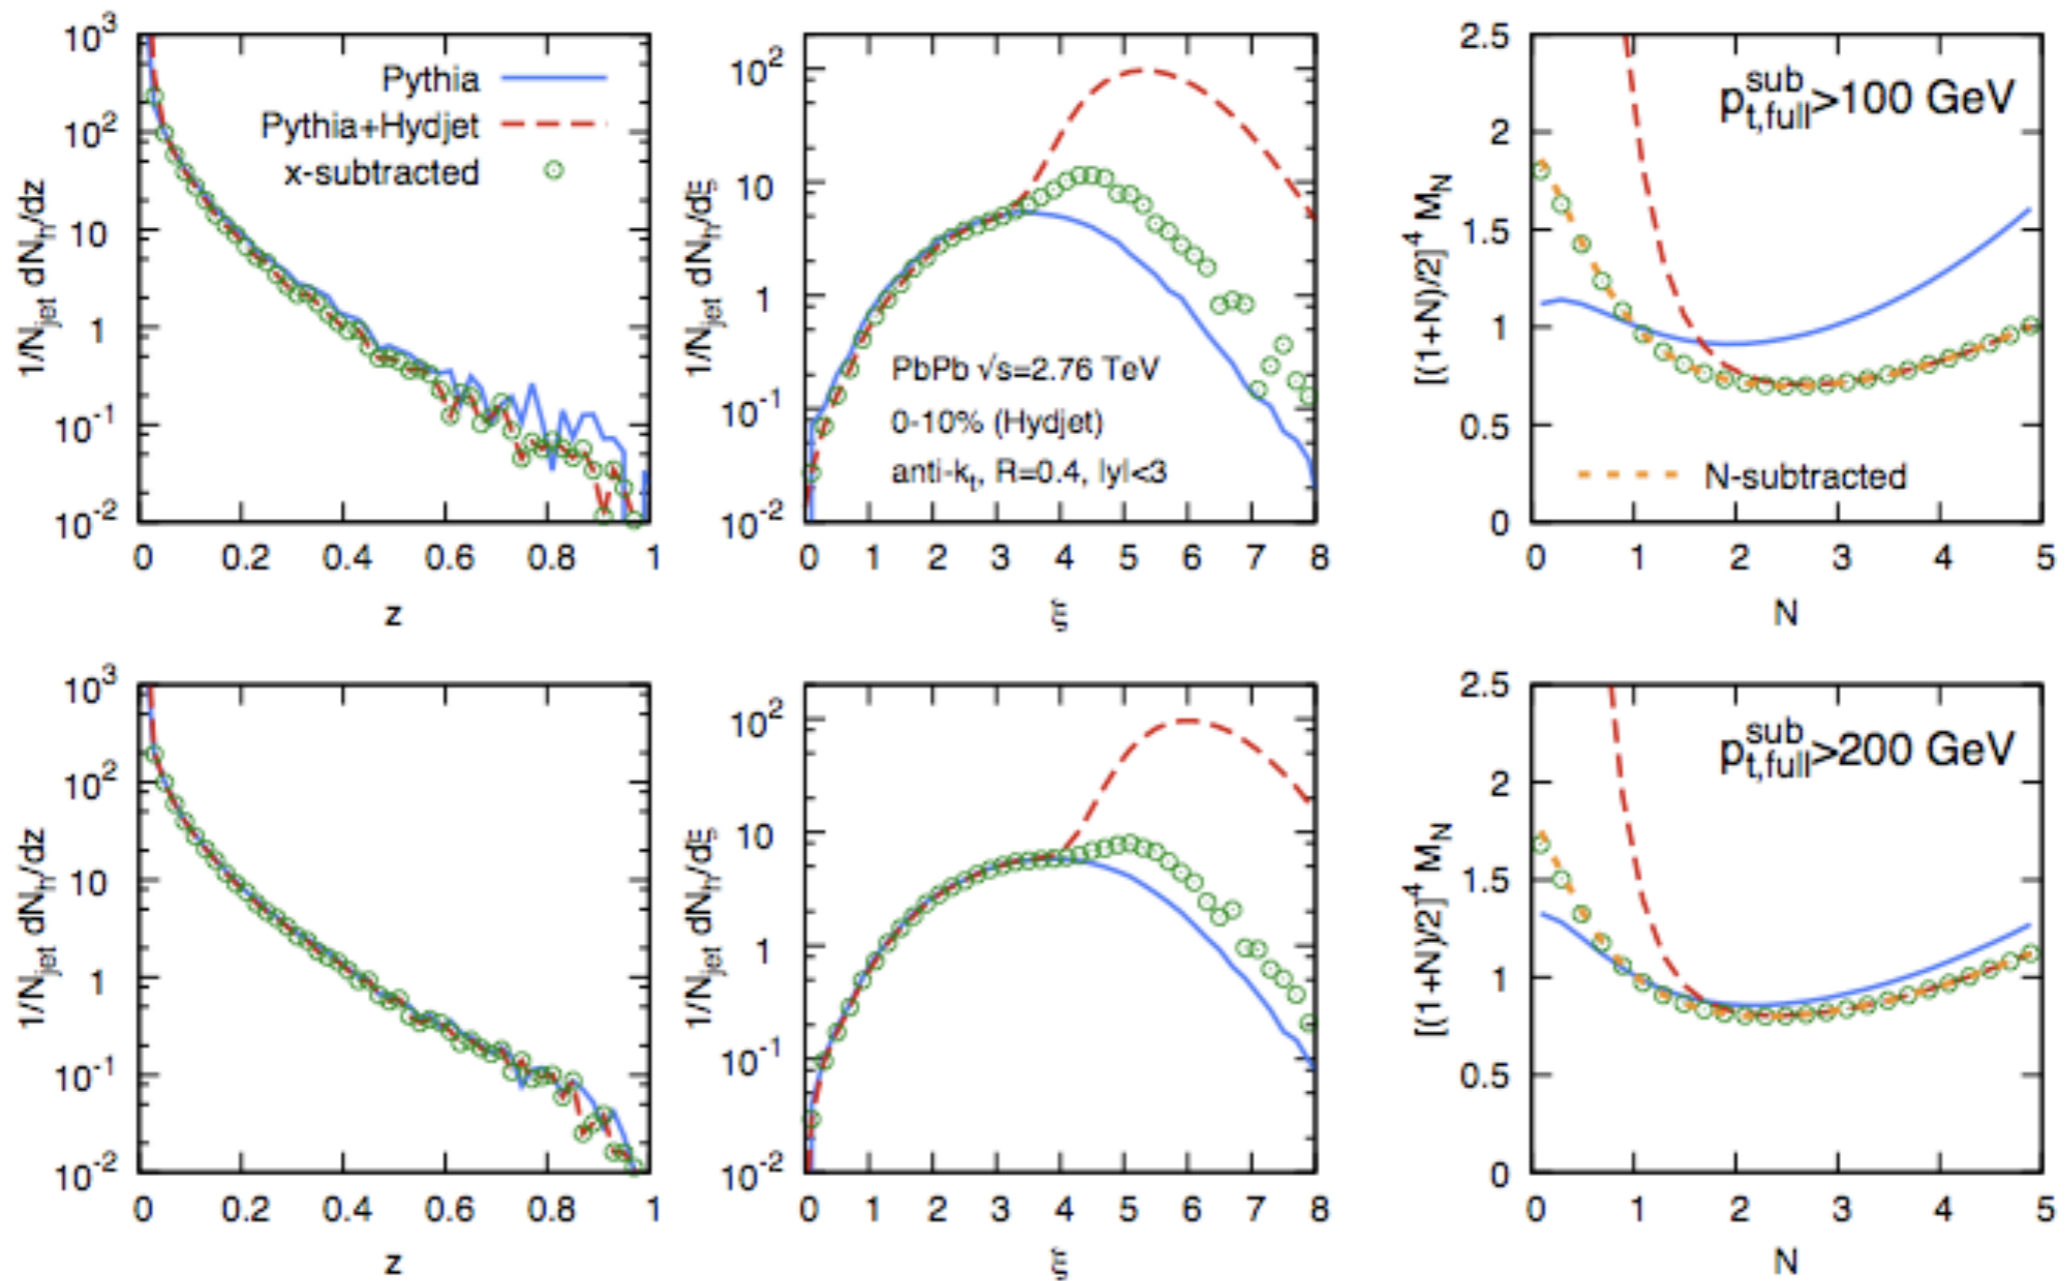 10³
10²
10
1
10⁻¹
10⁻²
1/N_jet dN_h/dz
Pythia
Pythia+Hydjet
x-subtracted
0 0.2 0.4 0.6 0.8 1
z
10²
10
1
10⁻¹
10⁻²
1/N_jet dN_h/dξ
PbPb √s=2.76 TeV
0-10% (Hydjet)
anti-k_t, R=0.4, |y|<3
0 1 2 3 4 5 6 7 8
ξ
2.5
2
1.5
1
0.5
0
[(1+N)/2]⁴ M_N
p_t,full^sub>100 GeV
N-subtracted
0 1 2 3 4 5
N
10³
10²
10
1
10⁻¹
10⁻²
1/N_jet dN_h/dz
0 0.2 0.4 0.6 0.8 1
z
10²
10
1
10⁻¹
10⁻²
1/N_jet dN_h/dξ
0 1 2 3 4 5 6 7 8
ξ
2.5
2
1.5
1
0.5
0
[(1+N)/2]⁴ M_N
p_t,full^sub>200 GeV
0 1 2 3 4 5
N